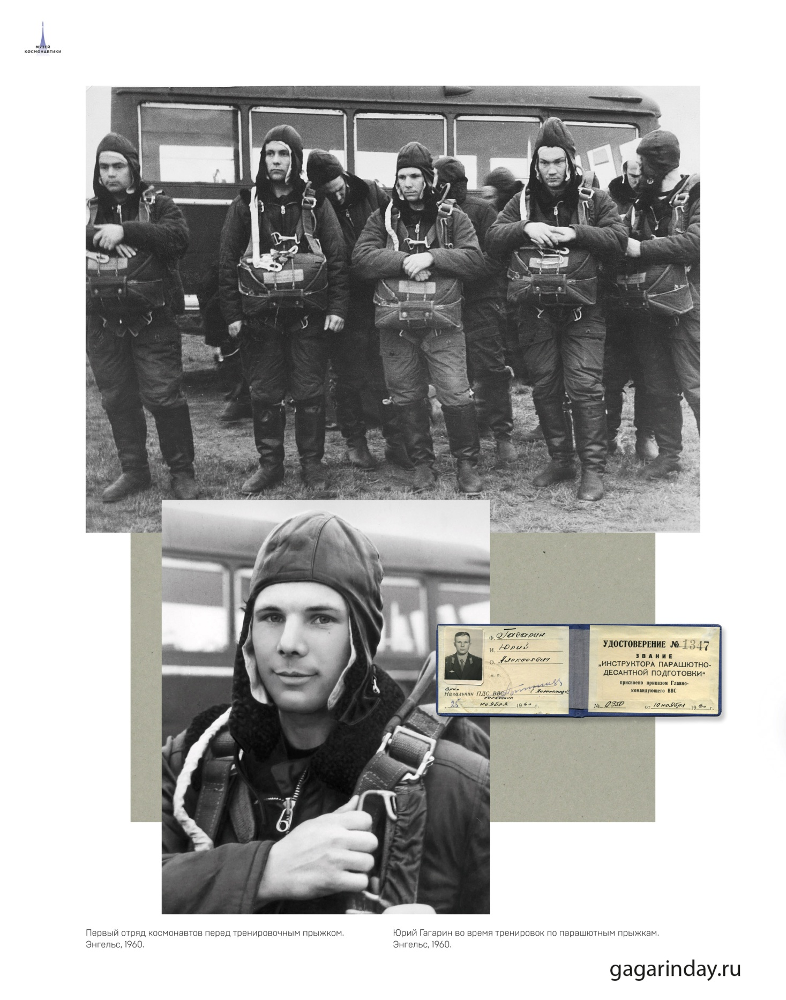 МУЗЕЙ
КОСМОНАВТИКИ
Ф. Гагарин
И. Юрий
О. Алексеевич
м. п.
Врио
Начальник ПДС ВВС
полковник
25 ноября 1960 г.
УДОСТОВЕРЕНИЕ № 1347
ЗВАНИЕ
„ИНСТРУКТОРА ПАРАШЮТНО-
ДЕСАНТНОЙ ПОДГОТОВКИ“
присвоено приказом Главно-
командующего ВВС
№ 0350 от 10 ноября 1960 г.
Первый отряд космонавтов перед тренировочным прыжком.
Энгельс, 1960.
Юрий Гагарин во время тренировок по парашютным прыжкам.
Энгельс, 1960.
gagarinday.ru